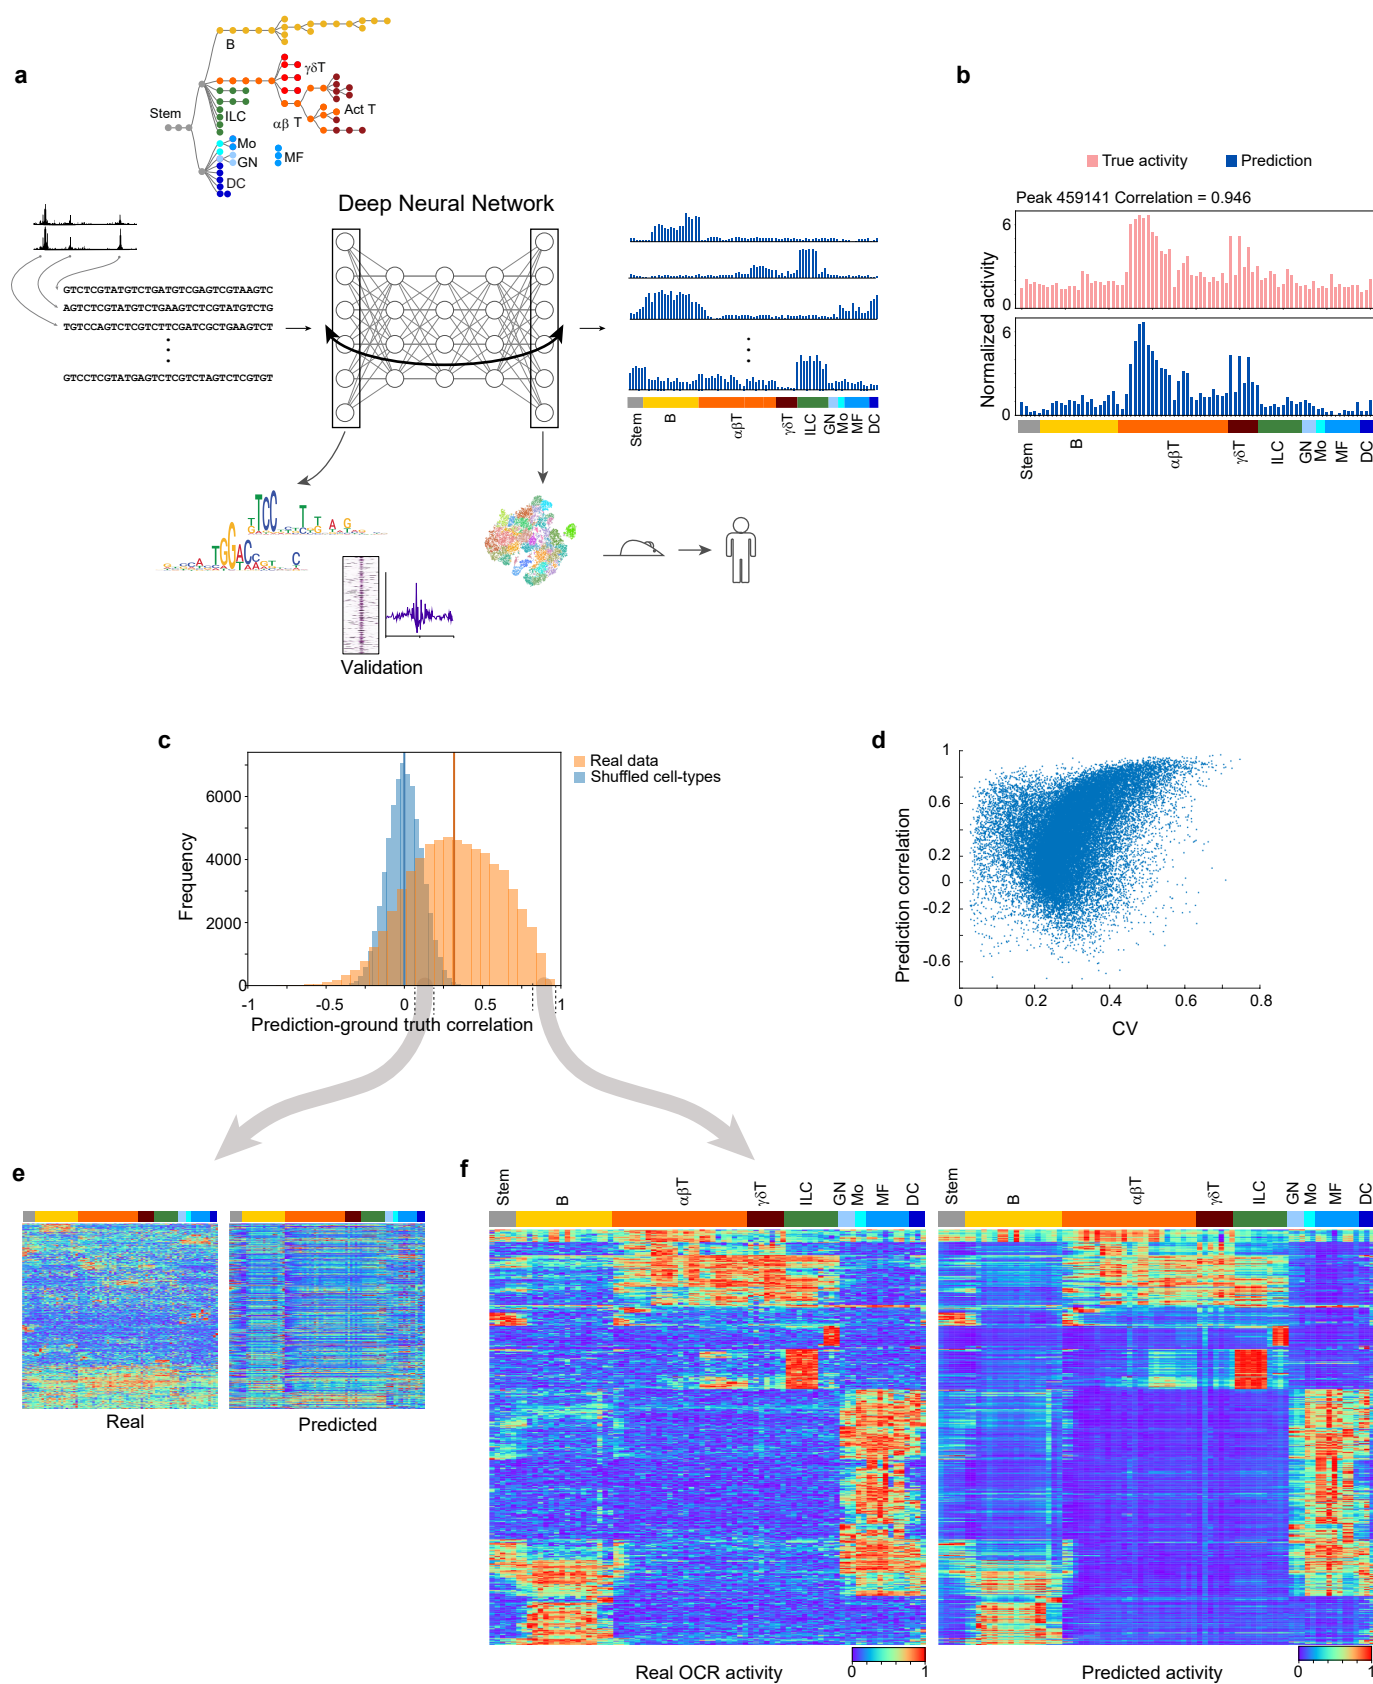 a
B
γδT
Stem
ILC
αβ T
Act T
Mo
GN
MF
DC
Deep Neural Network
GTCTCGTATGTCTGATGTCGAGTCGTAAGTC
AGTCTCGTATGTCTGAAGTCTCGTATGTCTG
TGTCCAGTCTCGTCTTCGATCGCTGAAGTCT
GTCCTCGTATGAGTCTCGTCTAGTCTCGTGT
Stem
B
αβT
γδT
ILC
GN
Mo
MF
DC
Validation
b
True activity
Prediction
Peak 459141 Correlation = 0.946
6
0
6
0
Normalized activity
Stem
B
αβT
γδT
ILC
GN
Mo
MF
DC
c
Real data
Shuffled cell-types
6000
4000
2000
0
Frequency
-1 -0.5 0 0.5 1
Prediction-ground truth correlation
d
1
0.6
0.2
0
-0.2
-0.6
Prediction correlation
0 0.2 0.4 0.6 0.8
CV
e
Real
Predicted
f
Stem
B
αβT
γδT
ILC
GN
Mo
MF
DC
Stem
B
αβT
γδT
ILC
GN
Mo
MF
DC
Real OCR activity
0 1
Predicted activity
0 1